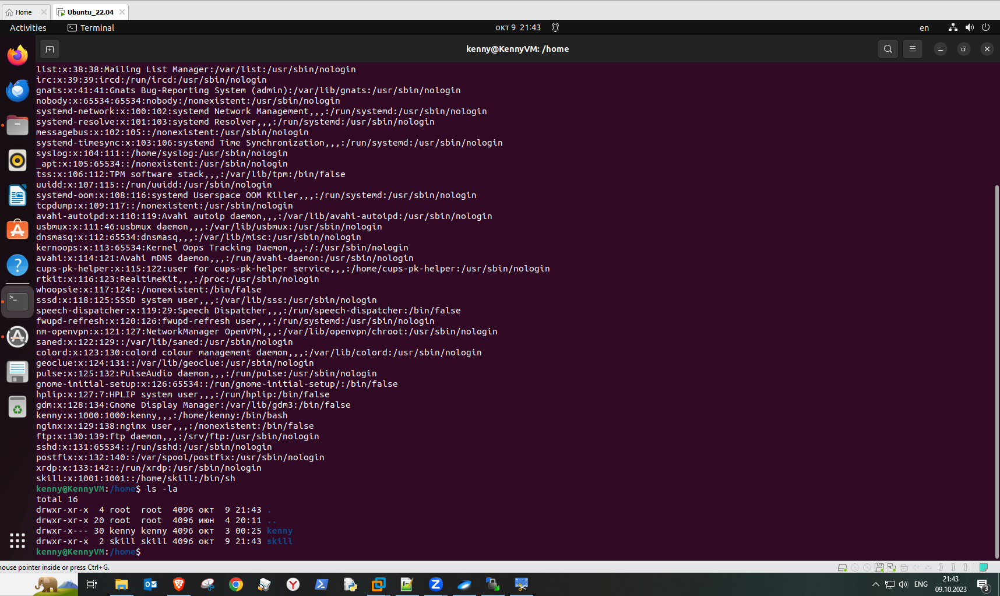 Home
Ubuntu_22.04
Activities
Terminal
окт 9 21:43
en
kenny@KennyVM: /home
list:x:38:38:Mailing List Manager:/var/list:/usr/sbin/nologin
irc:x:39:39:ircd:/run/ircd:/usr/sbin/nologin
gnats:x:41:41:Gnats Bug-Reporting System (admin):/var/lib/gnats:/usr/sbin/nologin
nobody:x:65534:65534:nobody:/nonexistent:/usr/sbin/nologin
systemd-network:x:100:102:systemd Network Management,,,:/run/systemd:/usr/sbin/nologin
systemd-resolve:x:101:103:systemd Resolver,,,:/run/systemd:/usr/sbin/nologin
messagebus:x:102:105::/nonexistent:/usr/sbin/nologin
systemd-timesync:x:103:106:systemd Time Synchronization,,,:/run/systemd:/usr/sbin/nologin
syslog:x:104:111::/home/syslog:/usr/sbin/nologin
_apt:x:105:65534::/nonexistent:/usr/sbin/nologin
tss:x:106:112:TPM software stack,,,:/var/lib/tpm:/bin/false
uuidd:x:107:115::/run/uuidd:/usr/sbin/nologin
systemd-oom:x:108:116:systemd Userspace OOM Killer,,,:/run/systemd:/usr/sbin/nologin
tcpdump:x:109:117::/nonexistent:/usr/sbin/nologin
avahi-autoipd:x:110:119:Avahi autoip daemon,,,:/var/lib/avahi-autoipd:/usr/sbin/nologin
usbmux:x:111:46:usbmux daemon,,,:/var/lib/usbmux:/usr/sbin/nologin
dnsmasq:x:112:65534:dnsmasq,,,:/var/lib/misc:/usr/sbin/nologin
kernoops:x:113:65534:Kernel Oops Tracking Daemon,,,:/:/usr/sbin/nologin
avahi:x:114:121:Avahi mDNS daemon,,,:/run/avahi-daemon:/usr/sbin/nologin
cups-pk-helper:x:115:122:user for cups-pk-helper service,,,:/home/cups-pk-helper:/usr/sbin/nologin
rtkit:x:116:123:RealtimeKit,,,:/proc:/usr/sbin/nologin
whoopsie:x:117:124::/nonexistent:/bin/false
sssd:x:118:125:SSSD system user,,,:/var/lib/sss:/usr/sbin/nologin
speech-dispatcher:x:119:29:Speech Dispatcher,,,:/run/speech-dispatcher:/bin/false
fwupd-refresh:x:120:126:fwupd-refresh user,,,:/run/systemd:/usr/sbin/nologin
nm-openvpn:x:121:127:NetworkManager OpenVPN,,,:/var/lib/openvpn/chroot:/usr/sbin/nologin
saned:x:122:129::/var/lib/saned:/usr/sbin/nologin
colord:x:123:130:colord colour management daemon,,,:/var/lib/colord:/usr/sbin/nologin
geoclue:x:124:131::/var/lib/geoclue:/usr/sbin/nologin
pulse:x:125:132:PulseAudio daemon,,,:/run/pulse:/usr/sbin/nologin
gnome-initial-setup:x:126:65534::/run/gnome-initial-setup/:/bin/false
hplip:x:127:7:HPLIP system user,,,:/run/hplip:/bin/false
gdm:x:128:134:Gnome Display Manager:/var/lib/gdm3:/bin/false
kenny:x:1000:1000:kenny,,,:/home/kenny:/bin/bash
nginx:x:129:138:nginx user,,,:/nonexistent:/bin/false
ftp:x:130:139:ftp daemon,,,:/srv/ftp:/usr/sbin/nologin
sshd:x:131:65534::/run/sshd:/usr/sbin/nologin
postfix:x:132:140::/var/spool/postfix:/usr/sbin/nologin
xrdp:x:133:142::/run/xrdp:/usr/sbin/nologin
skill:x:1001:1001::/home/skill:/bin/sh
kenny@KennyVM:/home$ ls -la
total 16
drwxr-xr-x  4 root  root  4096 окт  9 21:43 .
drwxr-xr-x 20 root  root  4096 июн  4 20:11 ..
drwxr-x--- 30 kenny kenny 4096 окт  3 00:25 kenny
drwxr-xr-x  2 skill skill 4096 окт  9 21:43 skill
kenny@KennyVM:/home$
nouse pointer inside or press Ctrl+G.
ENG
21:43
09.10.2023
3